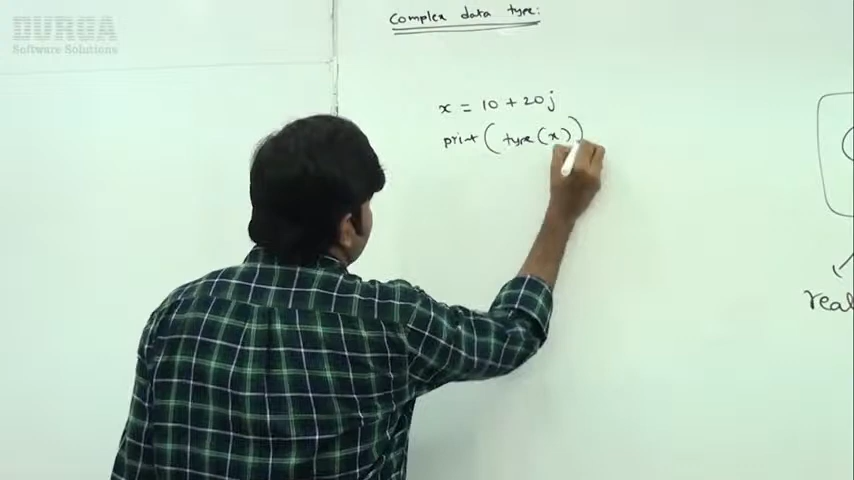 DURGA
Software Solutions
Complex data type:
x = 10 + 20j
print (type(x))
real